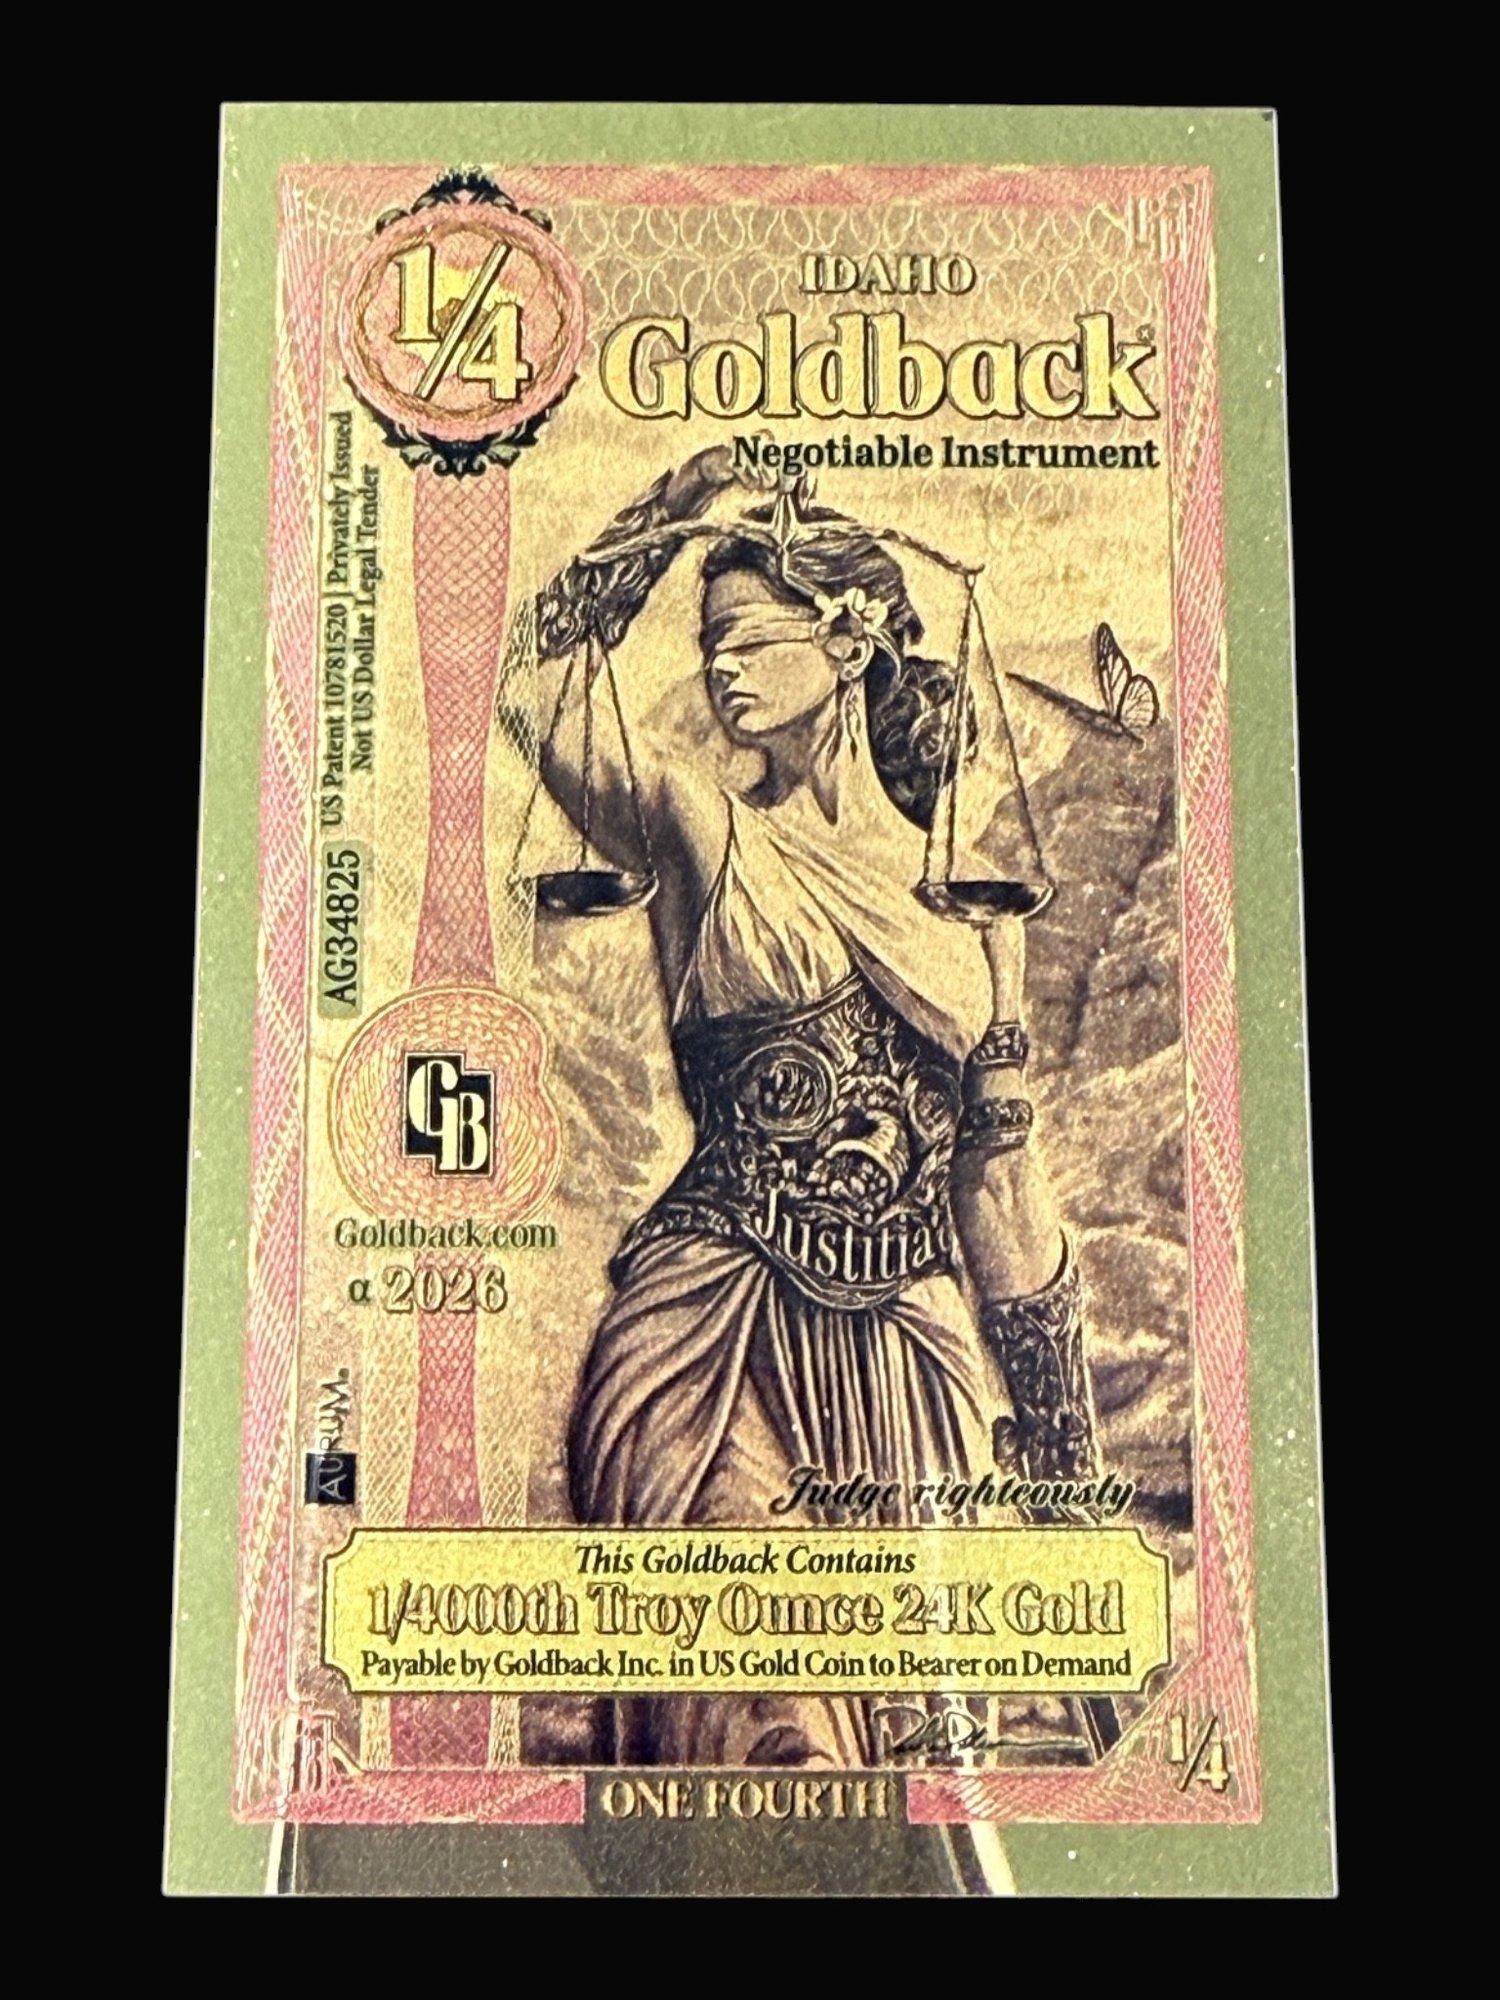 1/4
IDAHO
Goldback®
Negotiable Instrument
US Patent 10781520 | Privately Issued
Not US Dollar Legal Tender
AG34825
GB
Goldback.com
α 2026
AURUM®
Justitia
Judge righteously
This Goldback Contains
1/4000th Troy Ounce 24K Gold
Payable by Goldback Inc. in US Gold Coin to Bearer on Demand
1/4
ONE FOURTH